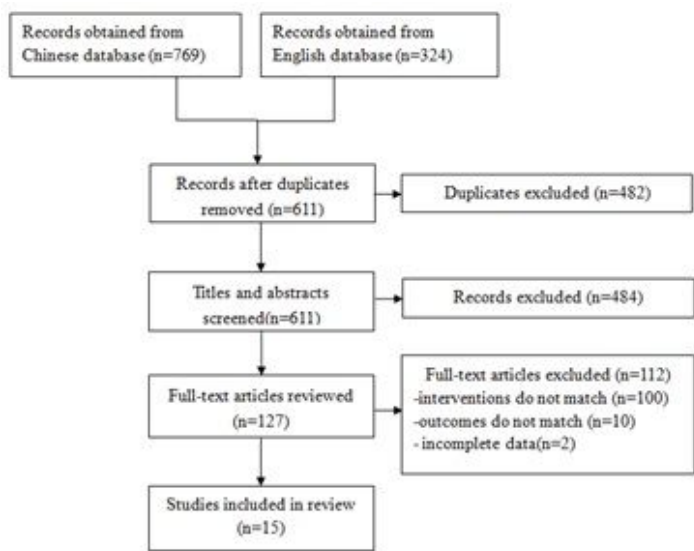 Records obtained from
Chinese database (n=769)
Records obtained from
English database (n=324)
Records after duplicates
removed (n=611)
Duplicates excluded (n=482)
Titles and abstracts
screened(n=611)
Records excluded (n=484)
Full-text articles reviewed
(n=127)
Full-text articles excluded (n=112)
-interventions do not match (n=100)
-outcomes do not match (n=10)
- incomplete data(n=2)
Studies included in review
(n=15)